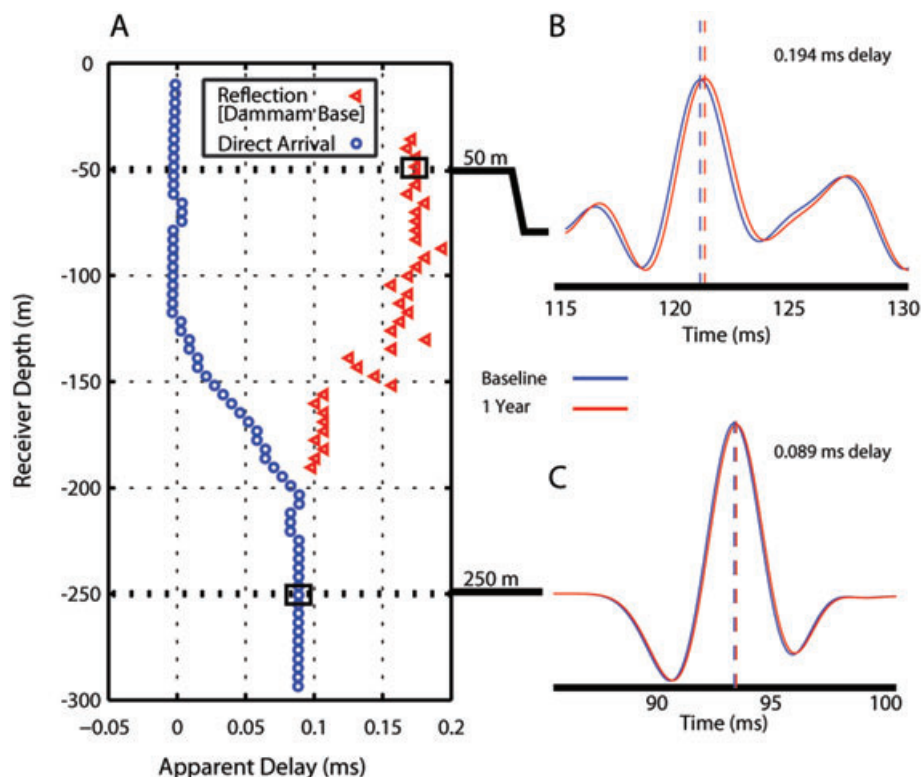 A
0
-50
-100
-150
-200
-250
-300
Receiver Depth (m)
−0.05
0
0.05
0.1
0.15
0.2
Apparent Delay (ms)
Reflection
[Dammam Base]
Direct Arrival
50 m
250 m
B
0.194 ms delay
115
120
125
130
Time (ms)
Baseline
1 Year
C
0.089 ms delay
90
95
100
Time (ms)